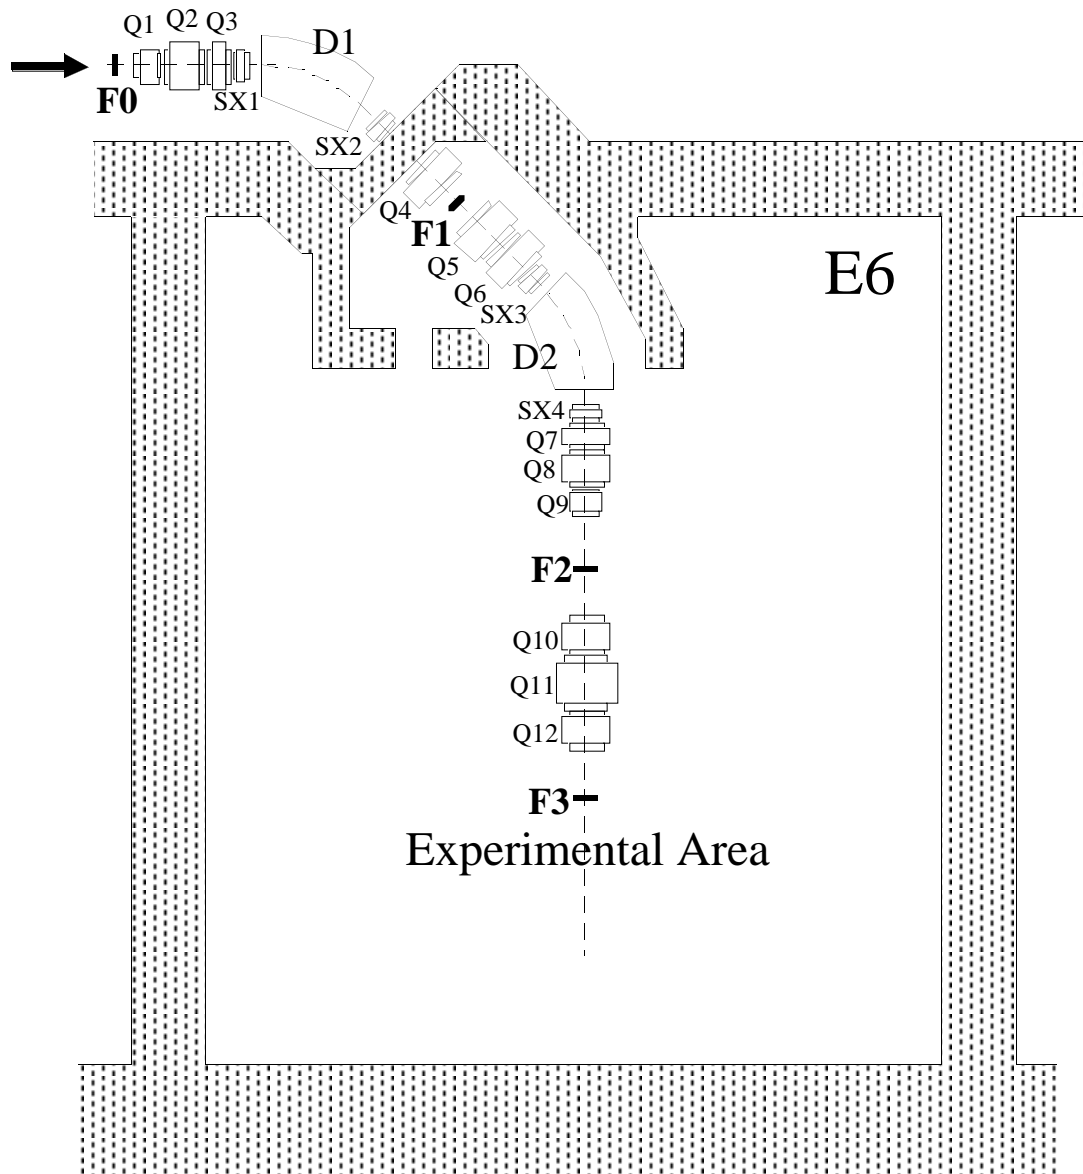 Q1
Q2
Q3
D1
F0
SX1
SX2
Q4
F1
Q5
E6
Q6
SX3
D2
SX4
Q7
Q8
Q9
F2
Q10
Q11
Q12
F3
Experimental Area